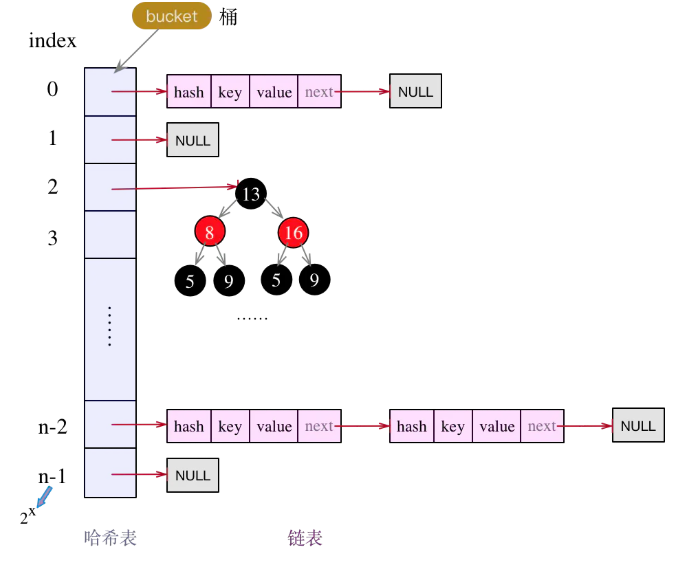 bucket 桶
index
0 hash key value next NULL
1 NULL
2 13
3 8 16
5 9 5 9
......
......
n-2 hash key value next hash key value next NULL
n-1 NULL
2^x
哈希表 链表